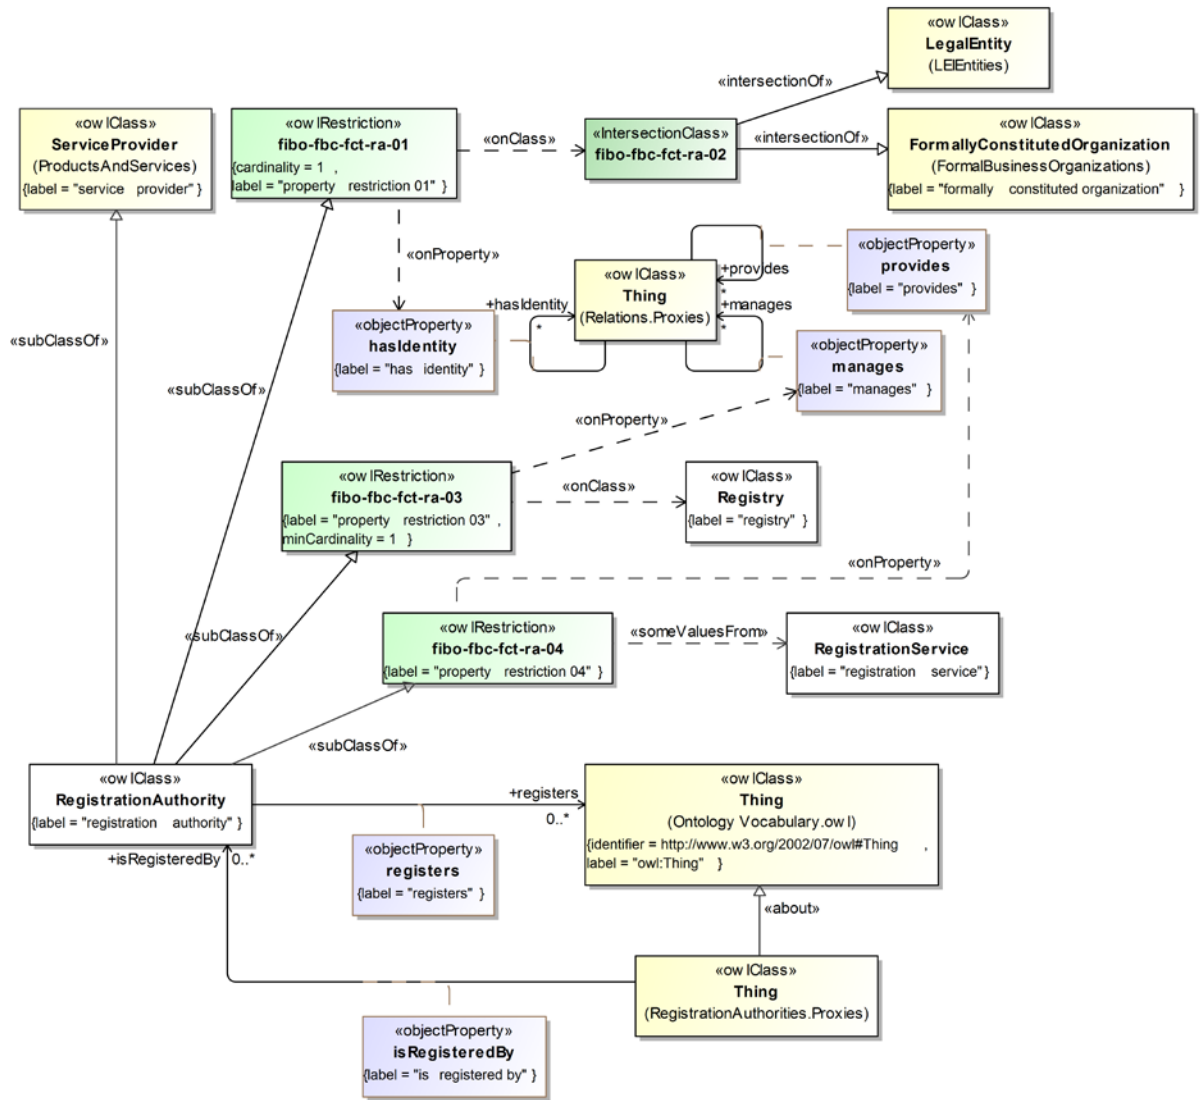 «owlClass»
LegalEntity
(LEIEntities)
«intersectionOf»
«owlClass»
ServiceProvider
(ProductsAndServices)
{label = "service provider" }
«owlRestriction»
fibo-fbc-fct-ra-01
{cardinality = 1 ,
label = "property restriction 01" }
«onClass»
«IntersectionClass»
fibo-fbc-fct-ra-02
«intersectionOf»
«owlClass»
FormallyConstitutedOrganization
(FormalBusinessOrganizations)
{label = "formally constituted organization" }
«onProperty»
«owlClass»
Thing
(Relations.Proxies)
+provides
*
+manages
*
+hasIdentity
*
«objectProperty»
provides
{label = "provides" }
«objectProperty»
hasIdentity
{label = "has identity" }
«objectProperty»
manages
{label = "manages" }
«subClassOf»
«subClassOf»
«onProperty»
«owlRestriction»
fibo-fbc-fct-ra-03
{label = "property restriction 03" ,
minCardinality = 1 }
«onClass»
«owlClass»
Registry
{label = "registry" }
«onProperty»
«subClassOf»
«owlRestriction»
fibo-fbc-fct-ra-04
{label = "property restriction 04" }
«someValuesFrom»
«owlClass»
RegistrationService
{label = "registration service" }
«subClassOf»
«owlClass»
RegistrationAuthority
{label = "registration authority" }
+registers
0..*
«owlClass»
Thing
(Ontology Vocabulary.owl)
{identifier = http://www.w3.org/2002/07/owl#Thing ,
label = "owl:Thing" }
+isRegisteredBy 0..*
«objectProperty»
registers
{label = "registers" }
«about»
«owlClass»
Thing
(RegistrationAuthorities.Proxies)
«objectProperty»
isRegisteredBy
{label = "is registered by" }